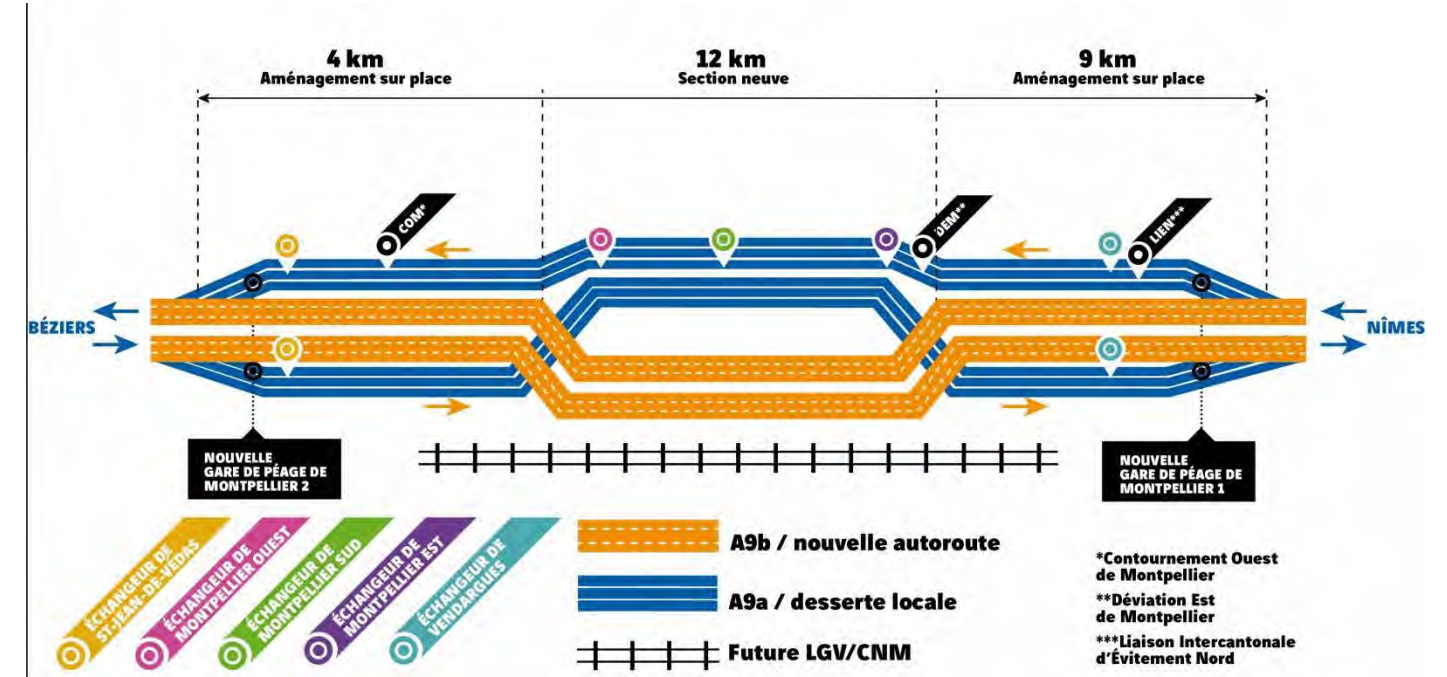 4 km
Aménagement sur place
12 km
Section neuve
9 km
Aménagement sur place
COM*
DEM**
LIEN***
BÉZIERS
NÎMES
NOUVELLE
GARE DE PÉAGE DE
MONTPELLIER 2
NOUVELLE
GARE DE PÉAGE DE
MONTPELLIER 1
ÉCHANGEUR DE
ST-JEAN-DE-VÉDAS
ÉCHANGEUR DE
MONTPELLIER OUEST
ÉCHANGEUR DE
MONTPELLIER SUD
ÉCHANGEUR DE
MONTPELLIER EST
ÉCHANGEUR DE
VENDARGUES
A9b / nouvelle autoroute
A9a / desserte locale
Future LGV/CNM
*Contournement Ouest
de Montpellier
**Déviation Est
de Montpellier
***Liaison Intercantonale
d'Évitement Nord